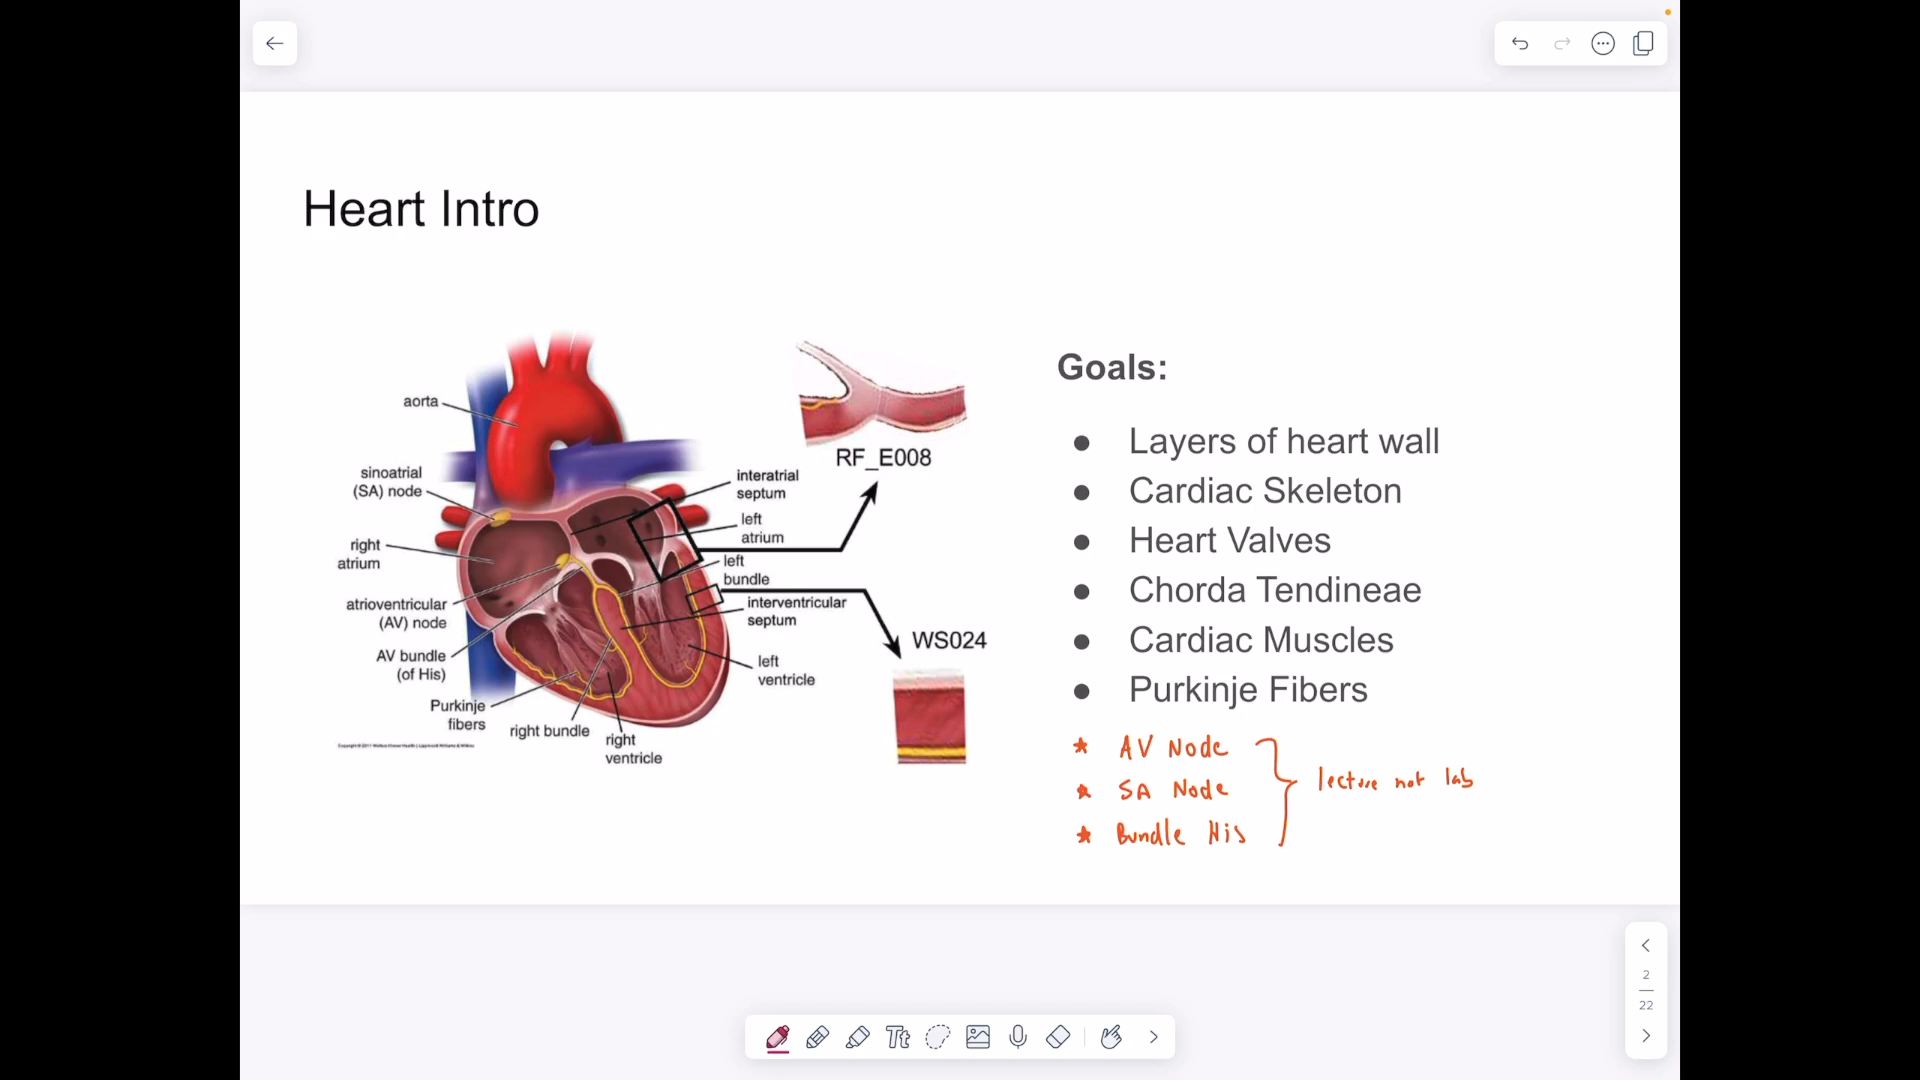 Heart Intro
aorta
sinoatrial
(SA) node
right
atrium
atrioventricular
(AV) node
AV bundle
(of His)
Purkinje
fibers
right bundle
right
ventricle
interatrial
septum
left
atrium
left
bundle
interventricular
septum
left
ventricle
RF_E008
WS024
Goals:
Layers of heart wall
Cardiac Skeleton
Heart Valves
Chorda Tendineae
Cardiac Muscles
Purkinje Fibers
AV Node
SA Node
Bundle His
lecture not lab
2
22
Tt